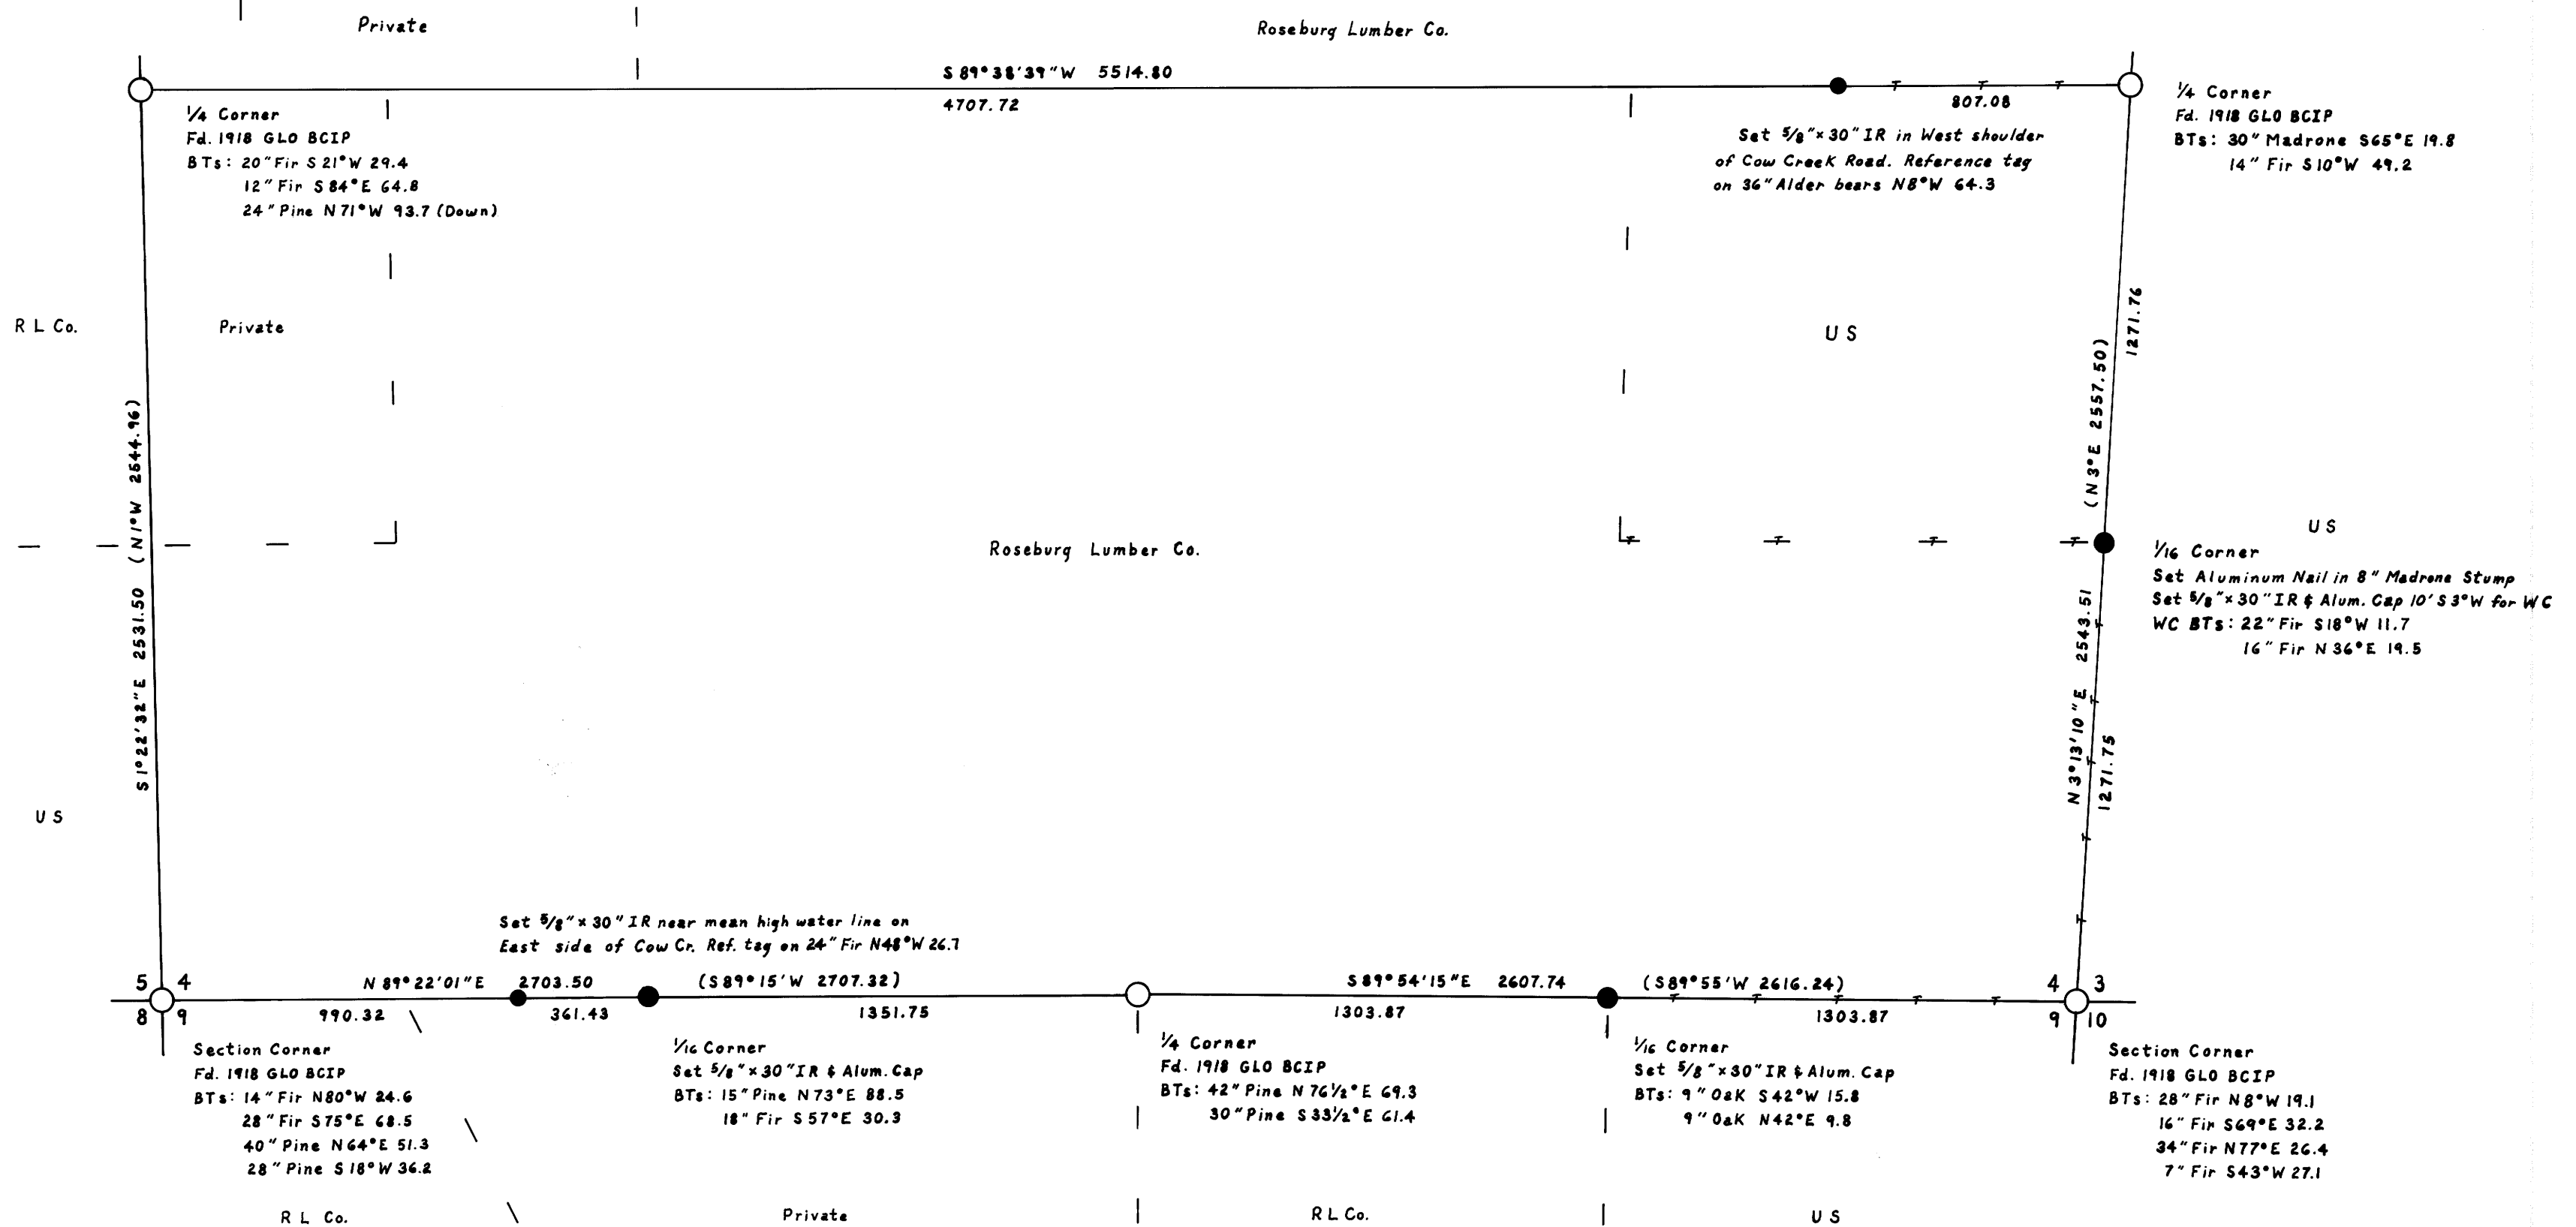 Private
Roseburg Lumber Co.
S 89°38'39"W 5514.80
4707.72
807.08
1/4 Corner
Fd. 1918 GLO BCIP
BTs: 20" Fir S 21°W 29.4
12" Fir S 84°E 64.8
24" Pine N 71°W 93.7 (Down)
Set 5/8" x 30" IR in West shoulder
of Cow Creek Road. Reference tag
on 36" Alder bears N8°W 64.3
1/4 Corner
Fd. 1918 GLO BCIP
BTs: 30" Madrone S65°E 19.8
14" Fir S10°W 49.2
R L Co.
Private
U S
1271.76
(N 3°E 2557.50)
S1°22'32"E 2531.50 (N1°W 2544.96)
Roseburg Lumber Co.
U S
1/16 Corner
Set Aluminum Nail in 8" Madrone Stump
Set 5/8" x 30" IR & Alum. Cap 10' S 3°W for WC
WC BTs: 22" Fir S18°W 11.7
16" Fir N 36°E 19.5
N 3°13'10"E 2543.51
1271.75
U S
Set 5/8" x 30" IR near mean high water line on
East side of Cow Cr. Ref. tag on 24" Fir N48°W 26.7
5 4
8 9
N 89°22'01"E 2703.50 (S89°15'W 2707.32)
990.32 361.43 1351.75
S89°54'15"E 2607.74 (S89°55'W 2616.24)
1303.87 1303.87
4 3
9 10
Section Corner
Fd. 1918 GLO BCIP
BTs: 14" Fir N80°W 24.6
28" Fir S75°E 68.5
40" Pine N64°E 51.3
28" Pine S 18°W 36.2
1/16 Corner
Set 5/8" x 30" IR & Alum. Cap
BTs: 15" Pine N 73°E 88.5
18" Fir S 57°E 30.3
1/4 Corner
Fd. 1918 GLO BCIP
BTs: 42" Pine N 76 1/2°E 69.3
30" Pine S 33 1/2°E 61.4
1/16 Corner
Set 5/8" x 30" IR & Alum. Cap
BTs: 9" Oak S 42°W 15.8
9" Oak N42°E 9.8
Section Corner
Fd. 1918 GLO BCIP
BTs: 28" Fir N8°W 19.1
16" Fir S69°E 32.2
34" Fir N77°E 26.4
7" Fir S43°W 27.1
R L Co.
Private
R L Co.
U S